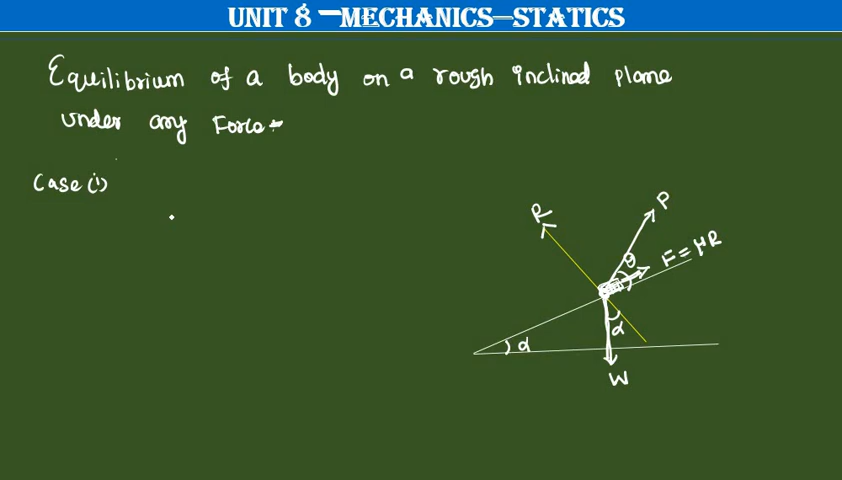 UNIT 8 – MECHANICS–STATICS
Equilibrium of a body on a rough inclined plane
under any Force:-
Case (i)
R
P
θ
F = μR
α
α
W